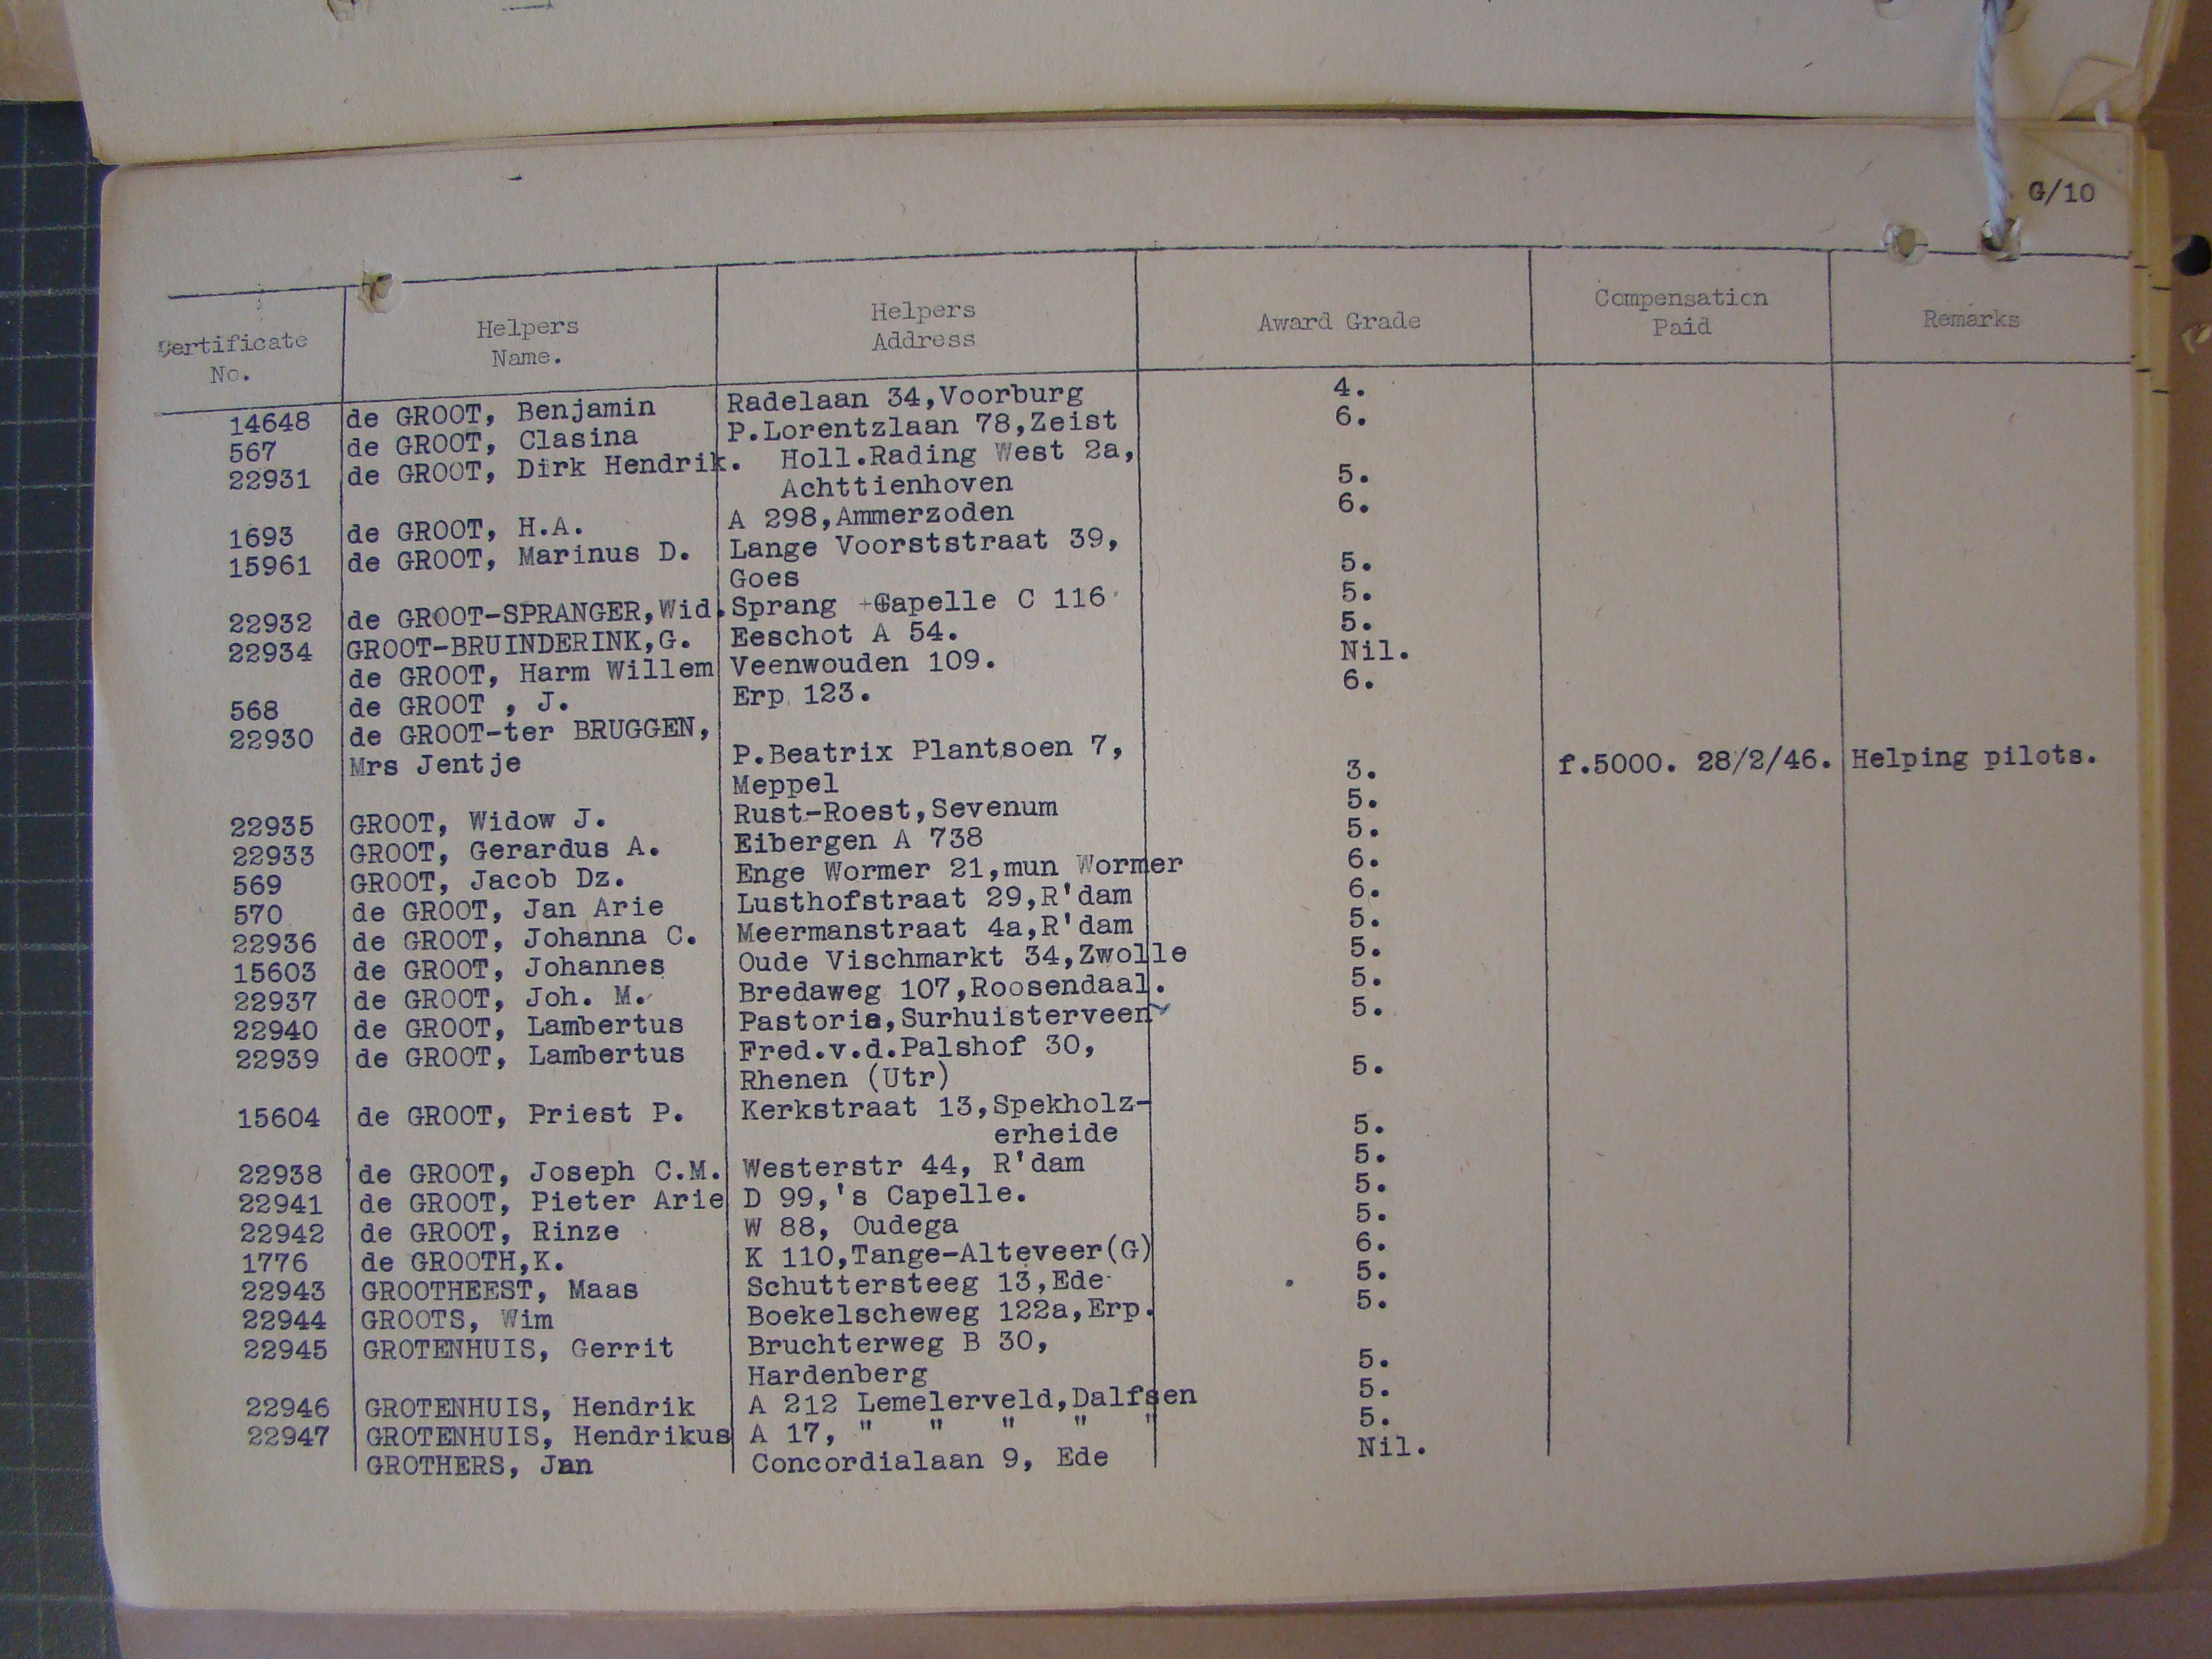 G/10
Certificate No. Helpers Name. Helpers Address Award Grade Compensation Paid Remarks
14648 de GROOT, Benjamin Radelaan 34,Voorburg 4.
567 de GROOT, Clasina P.Lorentzlaan 78,Zeist 6.
22931 de GROOT, Dirk Hendrik. Holl.Rading West 2a,
Achttienhoven 5.
1693 de GROOT, H.A. A 298,Ammerzoden 6.
15961 de GROOT, Marinus D. Lange Voorststraat 39,
Goes 5.
22932 de GROOT-SPRANGER,Wid. Sprang Capelle C 116 5.
22934 GROOT-BRUINDERINK,G. Eeschot A 54. 5.
de GROOT, Harm Willem Veenwouden 109. Nil.
568 de GROOT , J. Erp 123. 6.
22930 de GROOT-ter BRUGGEN,
Mrs Jentje P.Beatrix Plantsoen 7,
Meppel 3. f.5000. 28/2/46. Helping pilots.
22935 GROOT, Widow J. Rust-Roest,Sevenum 5.
22933 GROOT, Gerardus A. Eibergen A 738 5.
569 GROOT, Jacob Dz. Enge Wormer 21,mun Wormer 6.
570 de GROOT, Jan Arie Lusthofstraat 29,R'dam 6.
22936 de GROOT, Johanna C. Meermanstraat 4a,R'dam 5.
15603 de GROOT, Johannes Oude Vischmarkt 34,Zwolle 5.
22937 de GROOT, Joh. M. Bredaweg 107,Roosendaal. 5.
22940 de GROOT, Lambertus Pastorie,Surhuisterveen 5.
22939 de GROOT, Lambertus Fred.v.d.Palshof 30,
Rhenen (Utr) 5.
15604 de GROOT, Priest P. Kerkstraat 13,Spekholz-
erheide 5.
22938 de GROOT, Joseph C.M. Westerstr 44, R'dam 5.
22941 de GROOT, Pieter Arie D 99,'s Capelle. 5.
22942 de GROOT, Rinze W 88, Oudega 5.
1776 de GROOTH,K. K 110,Tange-Alteveer(G) 6.
22943 GROOTHEEST, Maas Schuttersteeg 13,Ede 5.
22944 GROOTS, Wim Boekelscheweg 122a,Erp. 5.
22945 GROTENHUIS, Gerrit Bruchterweg B 30,
Hardenberg 5.
22946 GROTENHUIS, Hendrik A 212 Lemelerveld,Dalfsen 5.
22947 GROTENHUIS, Hendrikus A 17, " " " " " 5.
GROTHERS, Jan Concordialaan 9, Ede Nil.